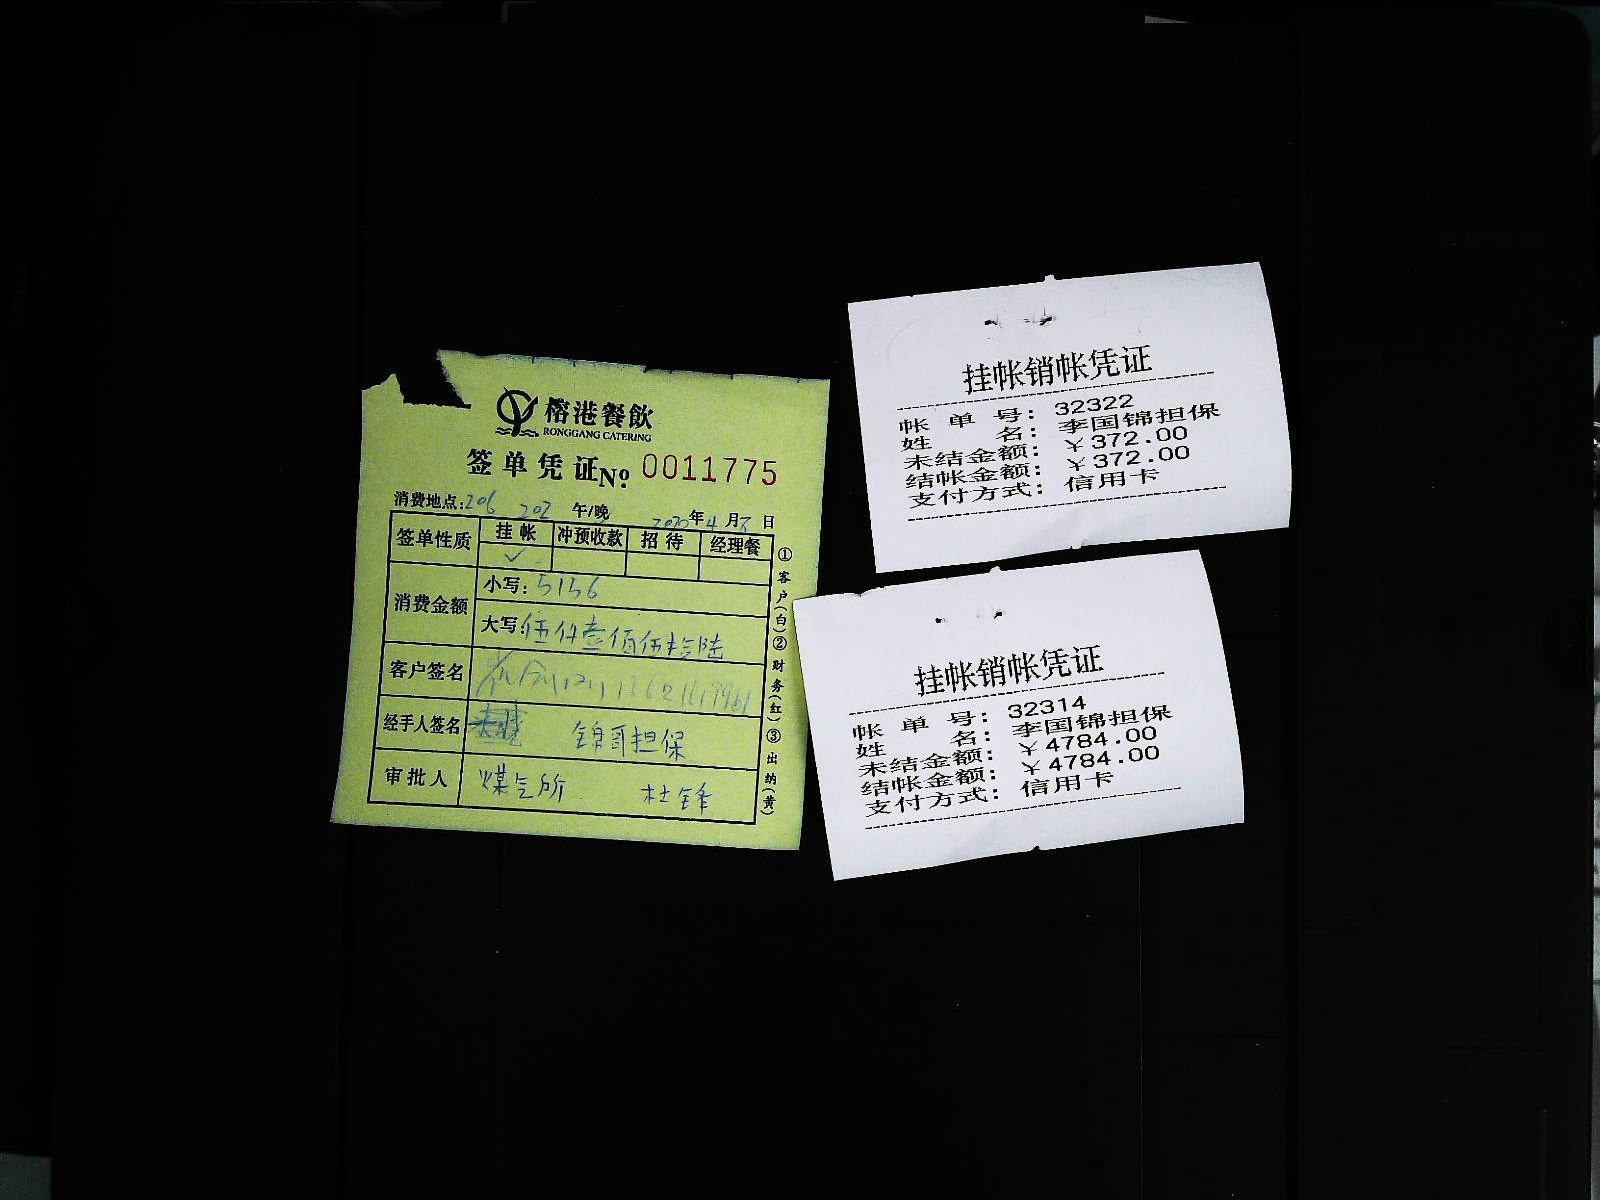 榕港餐飲
RONGGANG CATERING
签单凭证 № 0011775
消费地点:206 202 午/晚 2020年4月 日
签单性质 挂帐 冲预收款 招待 经理餐
✓
消费金额 小写:5156
大写:伍仟壹佰伍拾陆
客户签名
经手人签名 锦哥担保
审批人 煤气所 杜锋
①客户(白)②财务(红)③出纳(黄)
挂帐销帐凭证
帐单号:32322
姓名:李国锦担保
未结金额:¥372.00
结帐金额:¥372.00
支付方式:信用卡
挂帐销帐凭证
帐单号:32314
姓名:李国锦担保
未结金额:¥4784.00
结帐金额:¥4784.00
支付方式:信用卡